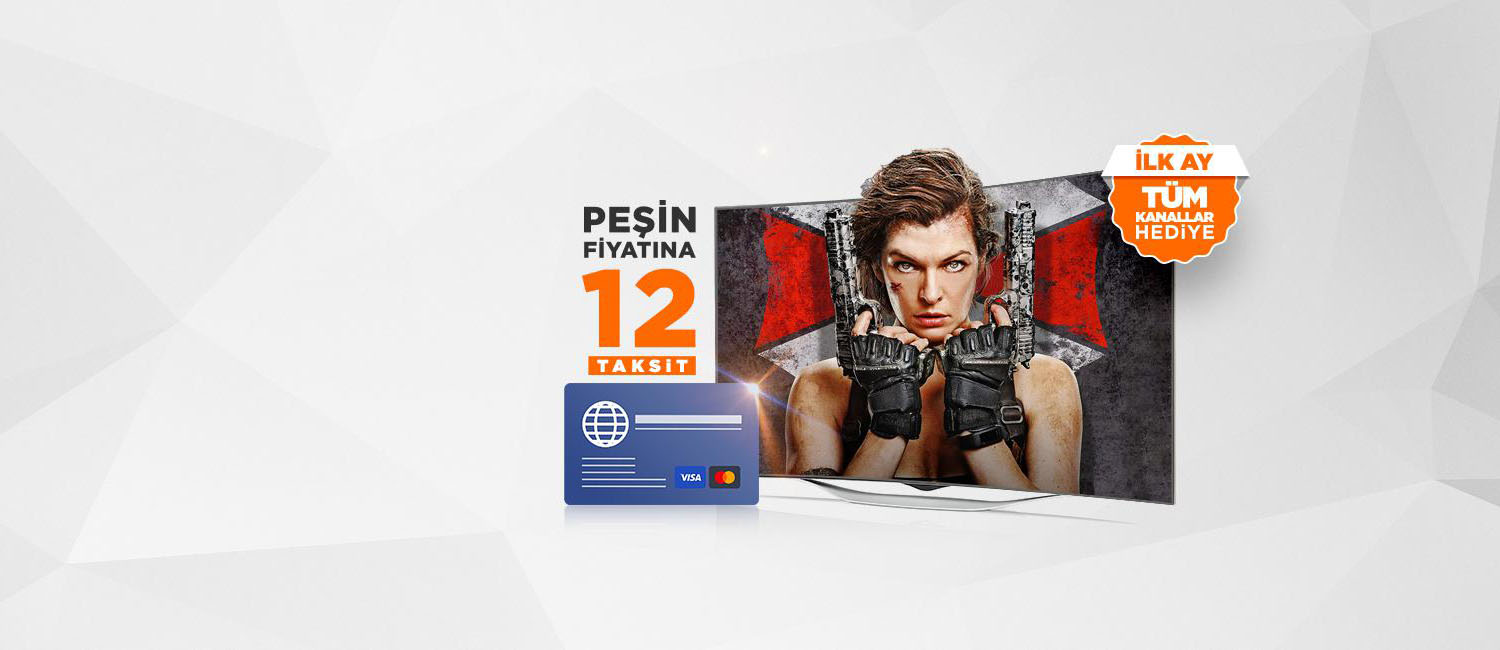 PEŞİN
FİYATINA
12
TAKSİT
VISA
İLK AY
TÜM
KANALLAR
HEDİYE